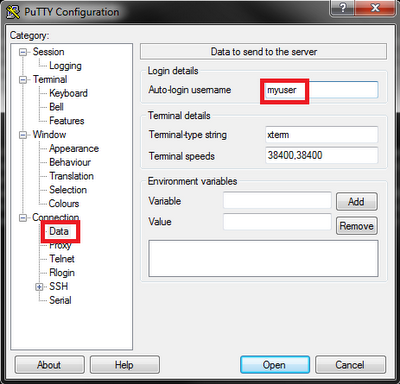 PuTTY Configuration
Category:
Session
Logging
Terminal
Keyboard
Bell
Features
Window
Appearance
Behaviour
Translation
Selection
Colours
Connection
Data
Proxy
Telnet
Rlogin
SSH
Serial
Data to send to the server
Login details
Auto-login username myuser
Terminal details
Terminal-type string xterm
Terminal speeds 38400,38400
Environment variables
Variable Add
Value Remove
About Help Open Cancel